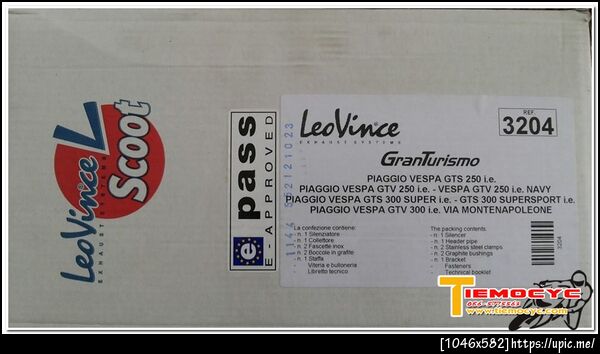 LeoVince
EXHAUST SYSTEMS
L
Scoot
e pass
E-APPROVED
LeoVince
EXHAUST SYSTEMS
REF.
3204
GranTurismo
PIAGGIO VESPA GTS 250 i.e.
PIAGGIO VESPA GTV 250 i.e. - VESPA GTV 250 i.e. NAVY
PIAGGIO VESPA GTS 300 SUPER i.e. - GTS 300 SUPERSPORT i.e.
PIAGGIO VESPA GTV 300 i.e. VIA MONTENAPOLEONE
La confezione contiene:
- n. 1 Silenziatore
- n. 1 Collettore
- n. 2 Fascette inox
- n. 2 Boccole in grafite
- n. 1 Staffa
Viteria e bulloneria
Libretto tecnico
The packing contents:
- n. 1 Silencer
- n. 1 Header pipe
- n. 2 Stainless steel clamps
- n. 2 Graphite bushings
- n. 1 Bracket
Fasteners
Technical booklet
3204
TIEMOCYC
www.tiemocyc.com
[1046x582]https://upic.me/